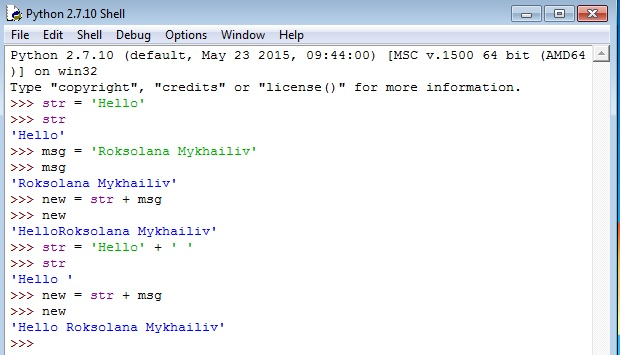 Python 2.7.10 Shell
File Edit Shell Debug Options Window Help
Python 2.7.10 (default, May 23 2015, 09:44:00) [MSC v.1500 64 bit (AMD64
)] on win32
Type "copyright", "credits" or "license()" for more information.
>>> str = 'Hello'
>>> str
'Hello'
>>> msg = 'Roksolana Mykhailiv'
>>> msg
'Roksolana Mykhailiv'
>>> new = str + msg
>>> new
'HelloRoksolana Mykhailiv'
>>> str = 'Hello' + ' '
>>> str
'Hello '
>>> new = str + msg
>>> new
'Hello Roksolana Mykhailiv'
>>>